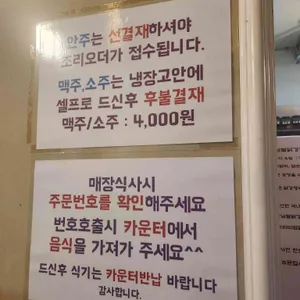 안주는 선결재하셔야
조리오더가 접수됩니다.
맥주,소주는 냉장고안에
셀프로 드신후 후불결재
맥주/소주 : 4,000원
매장식사시
주문번호를 확인해주세요
번호호출시 카운터에서
음식을 가져가 주세요^^
드신후 식기는 카운터반납 바랍니다
감사합니다.